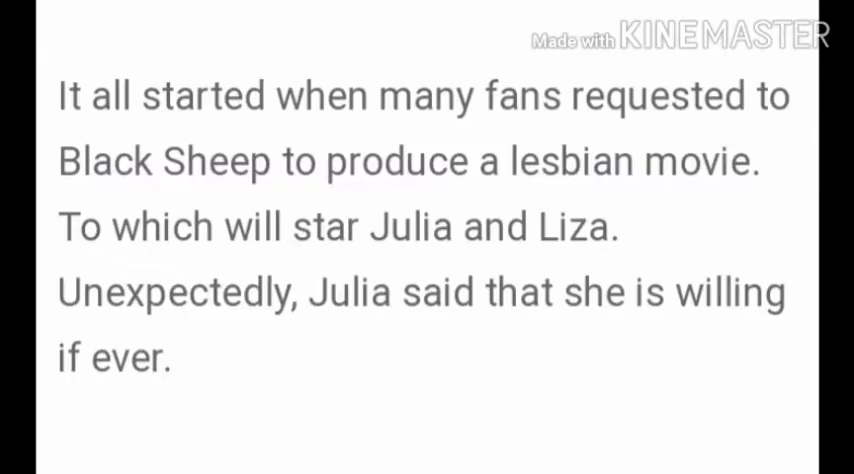 Made with KINEMASTER
It all started when many fans requested to
Black Sheep to produce a lesbian movie.
To which will star Julia and Liza.
Unexpectedly, Julia said that she is willing
if ever.